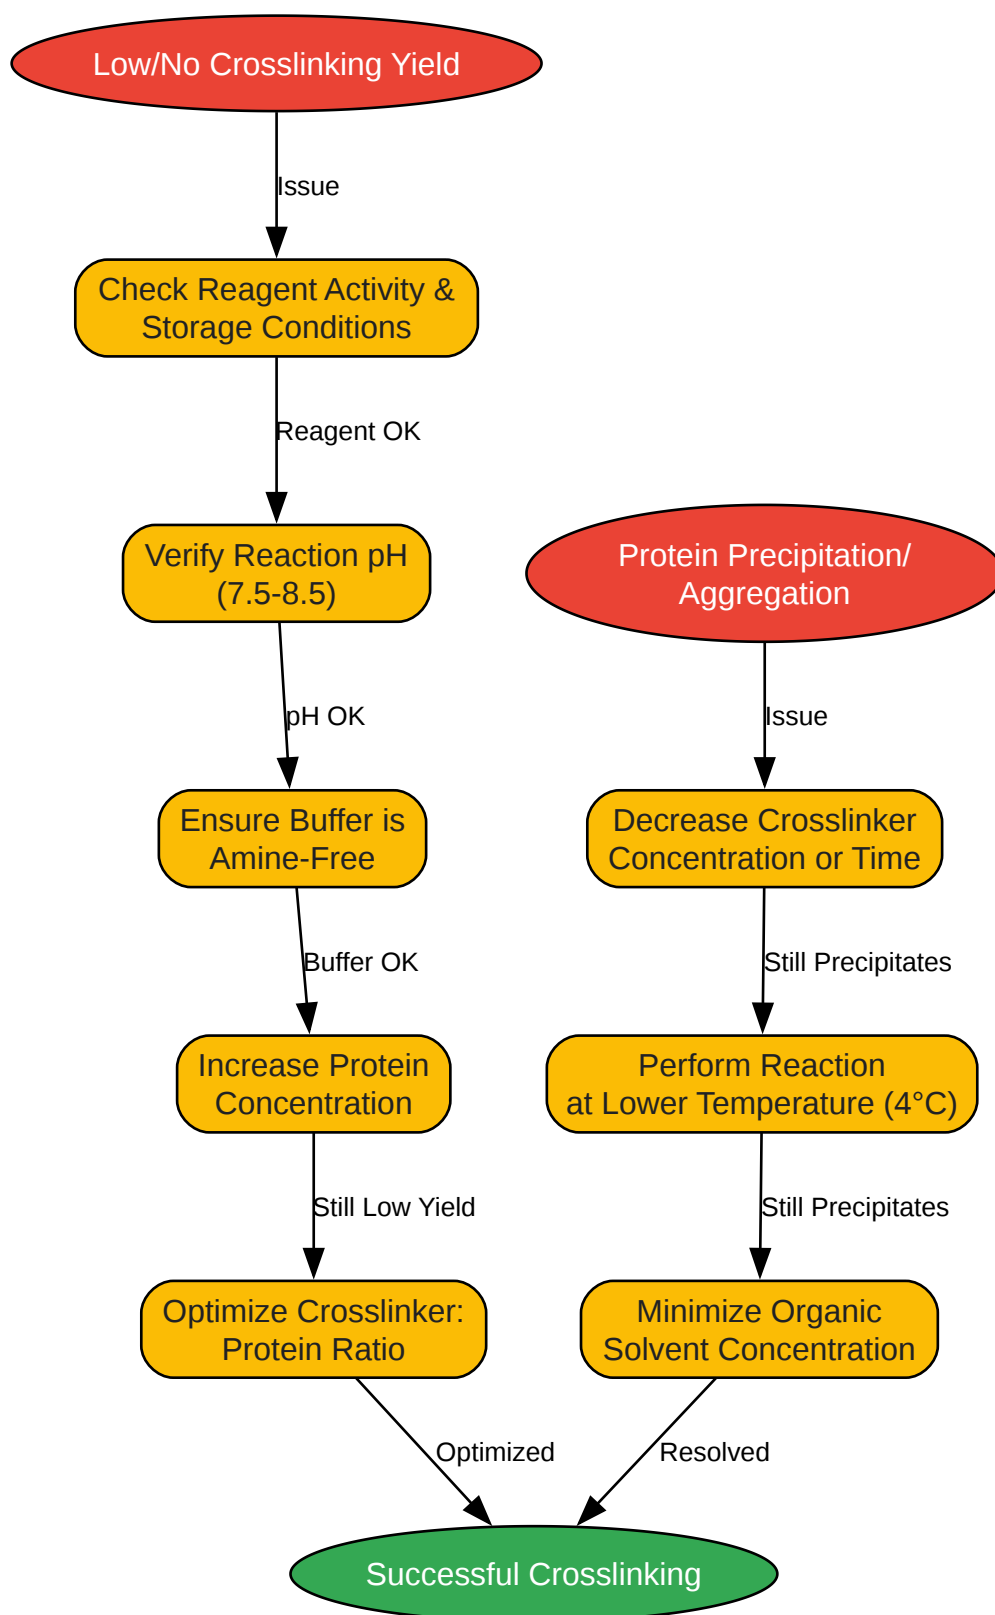 Low/No Crosslinking Yield
Issue
Check Reagent Activity &
Storage Conditions
Reagent OK
Verify Reaction pH
(7.5-8.5)
pH OK
Ensure Buffer is
Amine-Free
Buffer OK
Increase Protein
Concentration
Still Low Yield
Optimize Crosslinker:
Protein Ratio
Optimized
Protein Precipitation/
Aggregation
Issue
Decrease Crosslinker
Concentration or Time
Still Precipitates
Perform Reaction
at Lower Temperature (4°C)
Still Precipitates
Minimize Organic
Solvent Concentration
Resolved
Successful Crosslinking